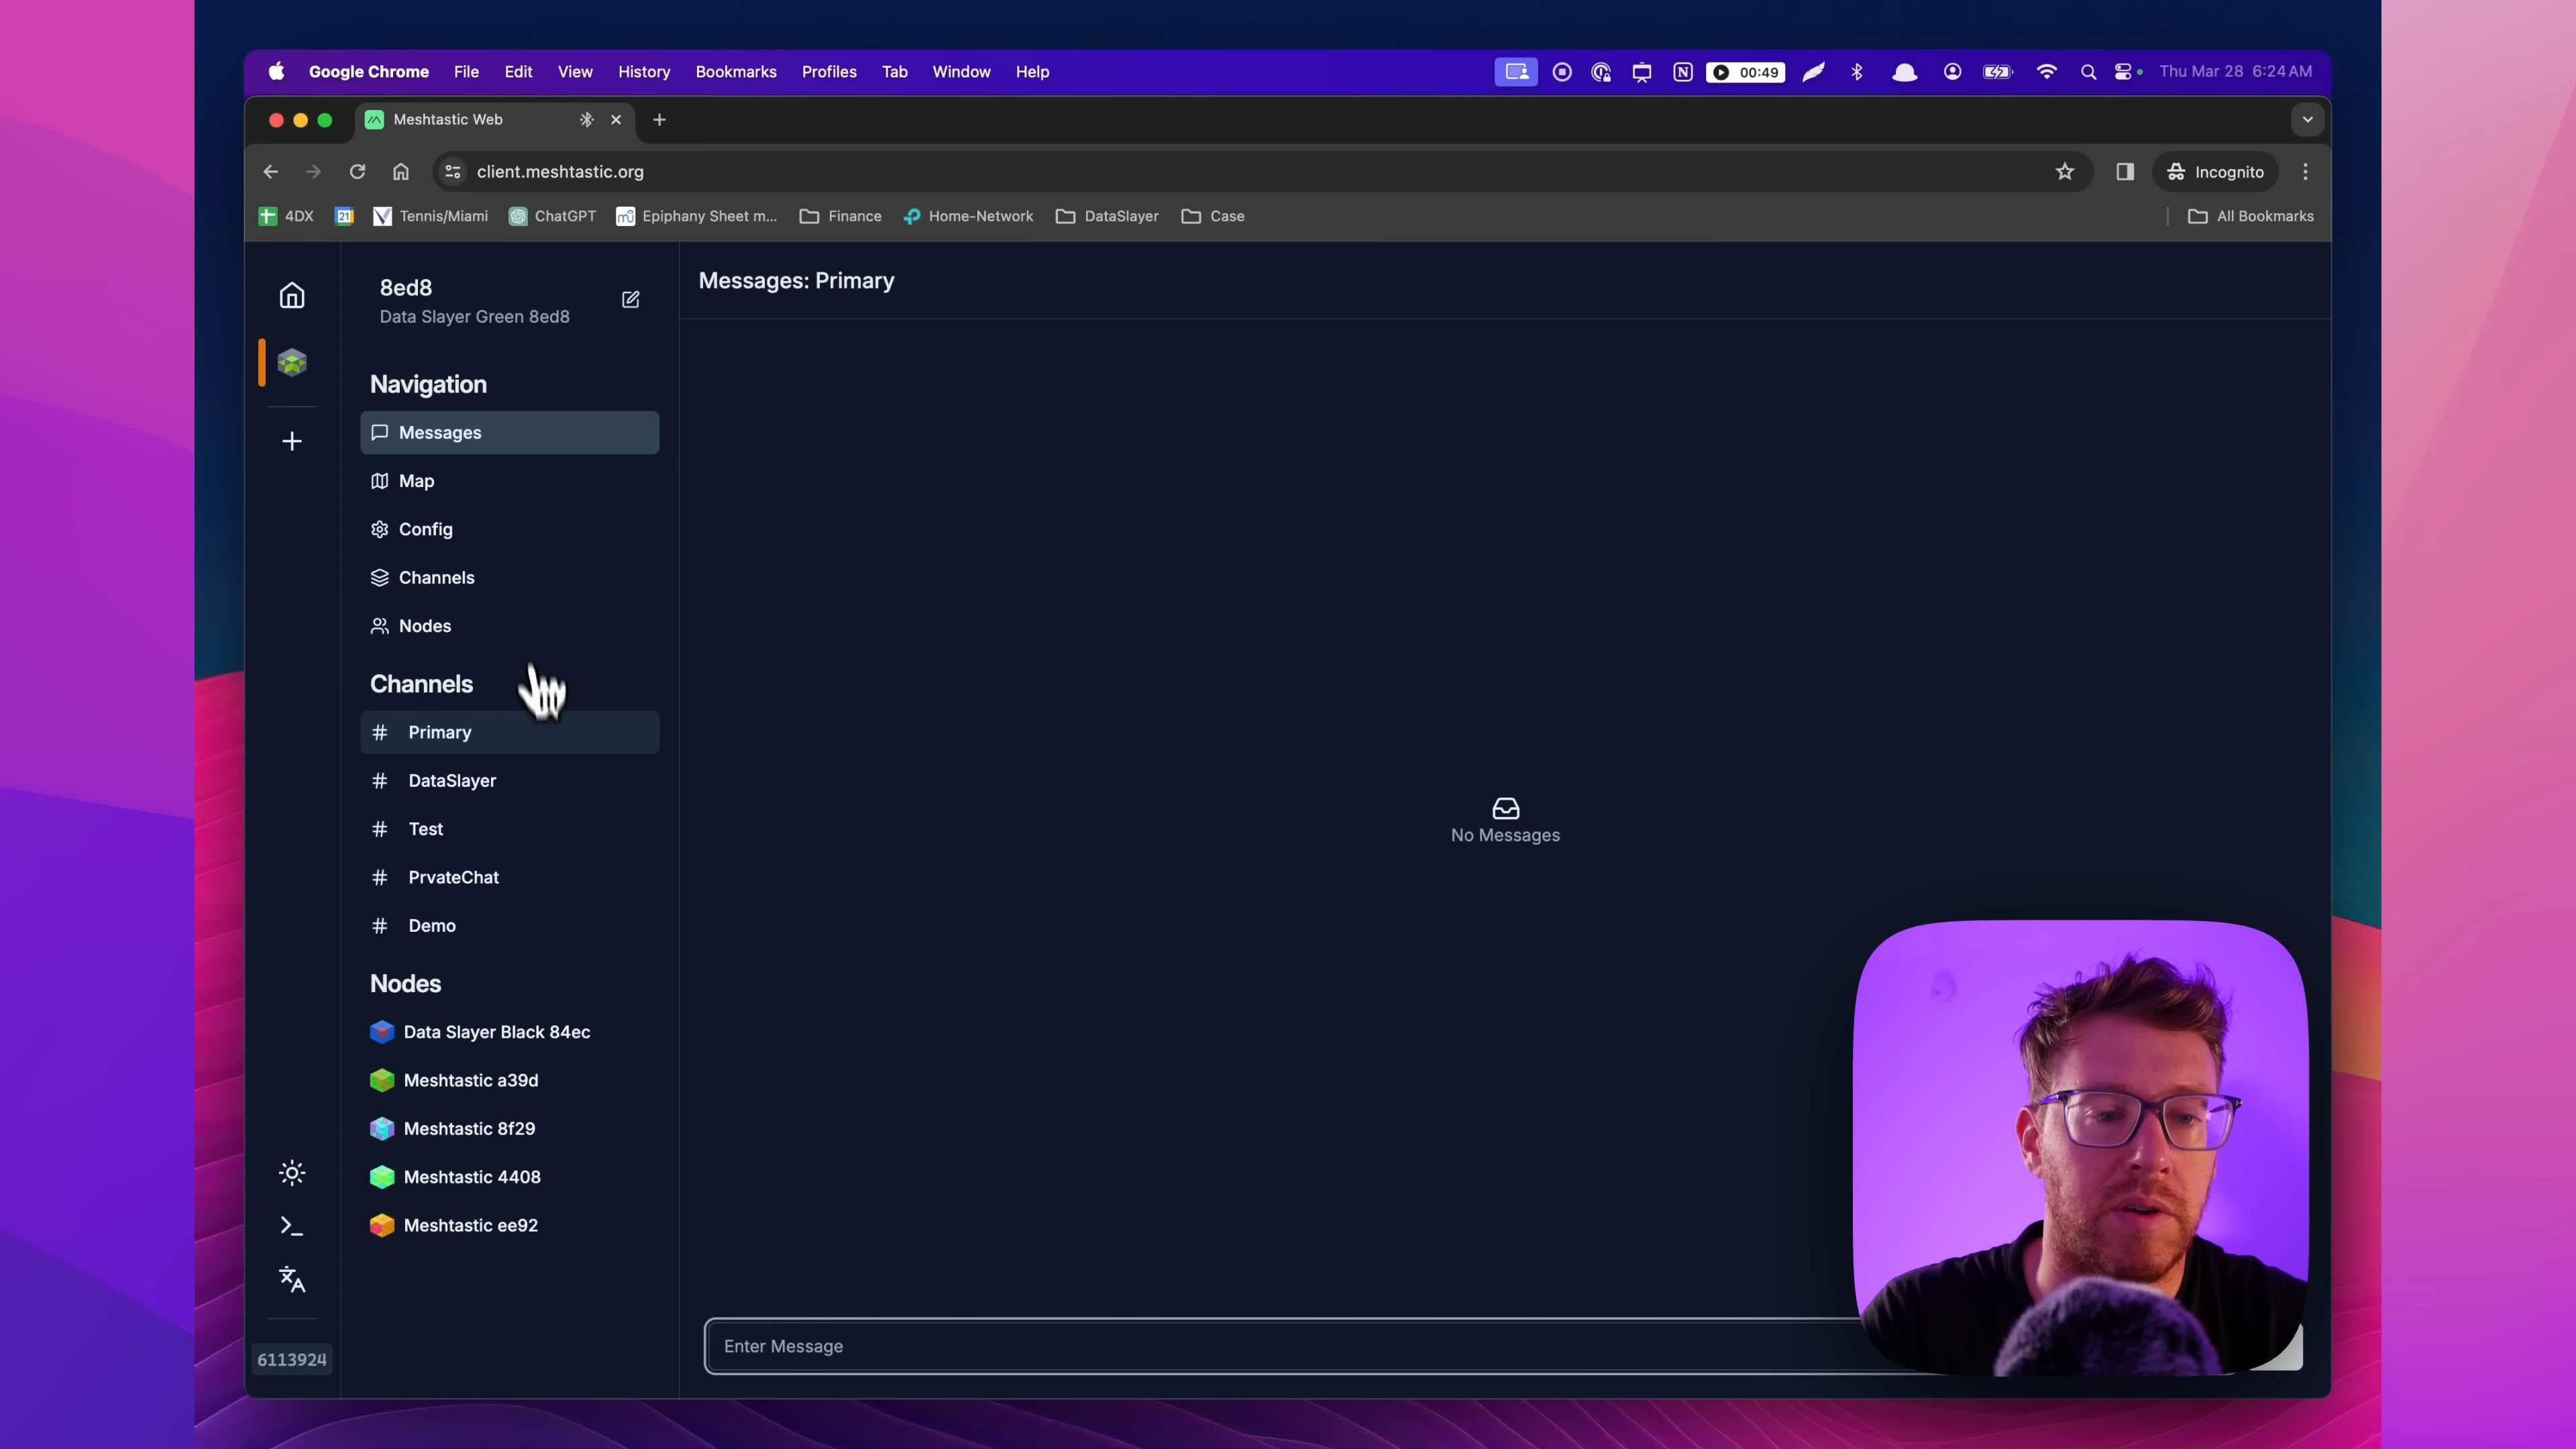 Google Chrome File Edit View History Bookmarks Profiles Tab Window Help 00:49 Thu Mar 28 6:24 AM
Meshtastic Web
client.meshtastic.org Incognito
4DX 21 Tennis/Miami ChatGPT Epiphany Sheet m... Finance Home-Network DataSlayer Case All Bookmarks
8ed8
Data Slayer Green 8ed8
Messages: Primary
Navigation
Messages
Map
Config
Channels
Nodes
Channels
# Primary
# DataSlayer
# Test
# PrvateChat
# Demo
No Messages
Nodes
Data Slayer Black 84ec
Meshtastic a39d
Meshtastic 8f29
Meshtastic 4408
Meshtastic ee92
Enter Message
6113924